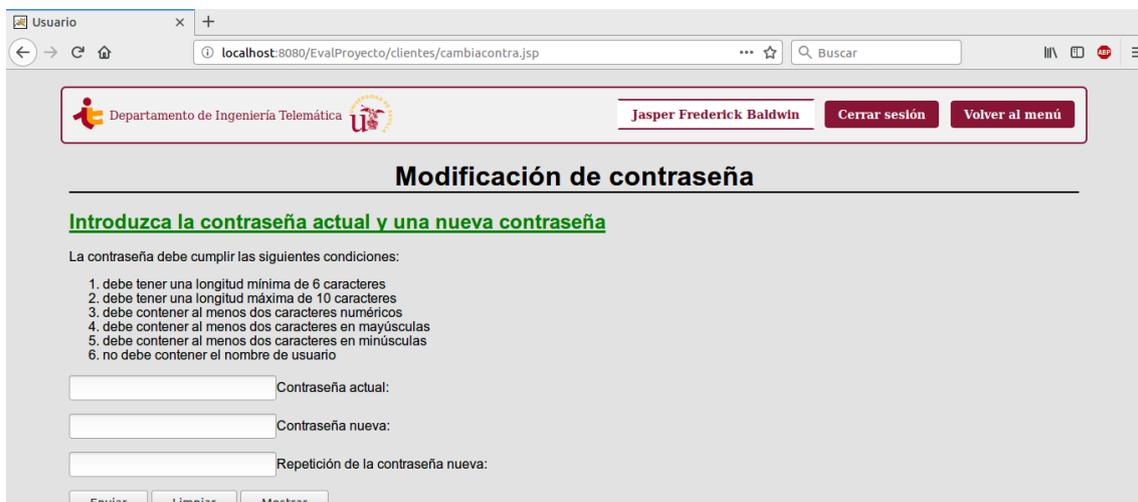 Usuario
localhost:8080/EvalProyecto/clientes/cambiacontra.jsp
Buscar
ABP
Departamento de Ingeniería Telemática
Jasper Frederick Baldwin
Cerrar sesión
Volver al menú
Modificación de contraseña
Introduzca la contraseña actual y una nueva contraseña
La contraseña debe cumplir las siguientes condiciones:
1. debe tener una longitud mínima de 6 caracteres
2. debe tener una longitud máxima de 10 caracteres
3. debe contener al menos dos caracteres numéricos
4. debe contener al menos dos caracteres en mayúsculas
5. debe contener al menos dos caracteres en minúsculas
6. no debe contener el nombre de usuario
Contraseña actual:
Contraseña nueva:
Repetición de la contraseña nueva:
Enviar Limpiar Mostrar